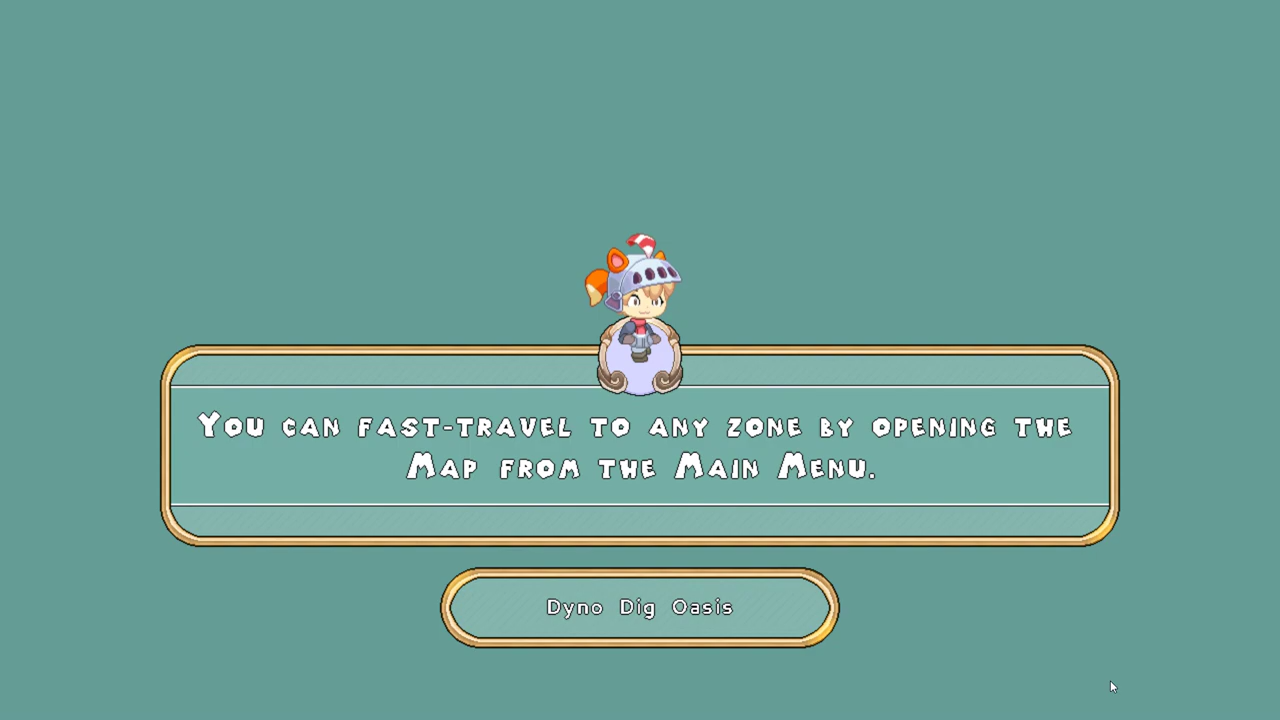 You can fast-travel to any zone by opening the
Map from the Main Menu.
Dyno Dig Oasis